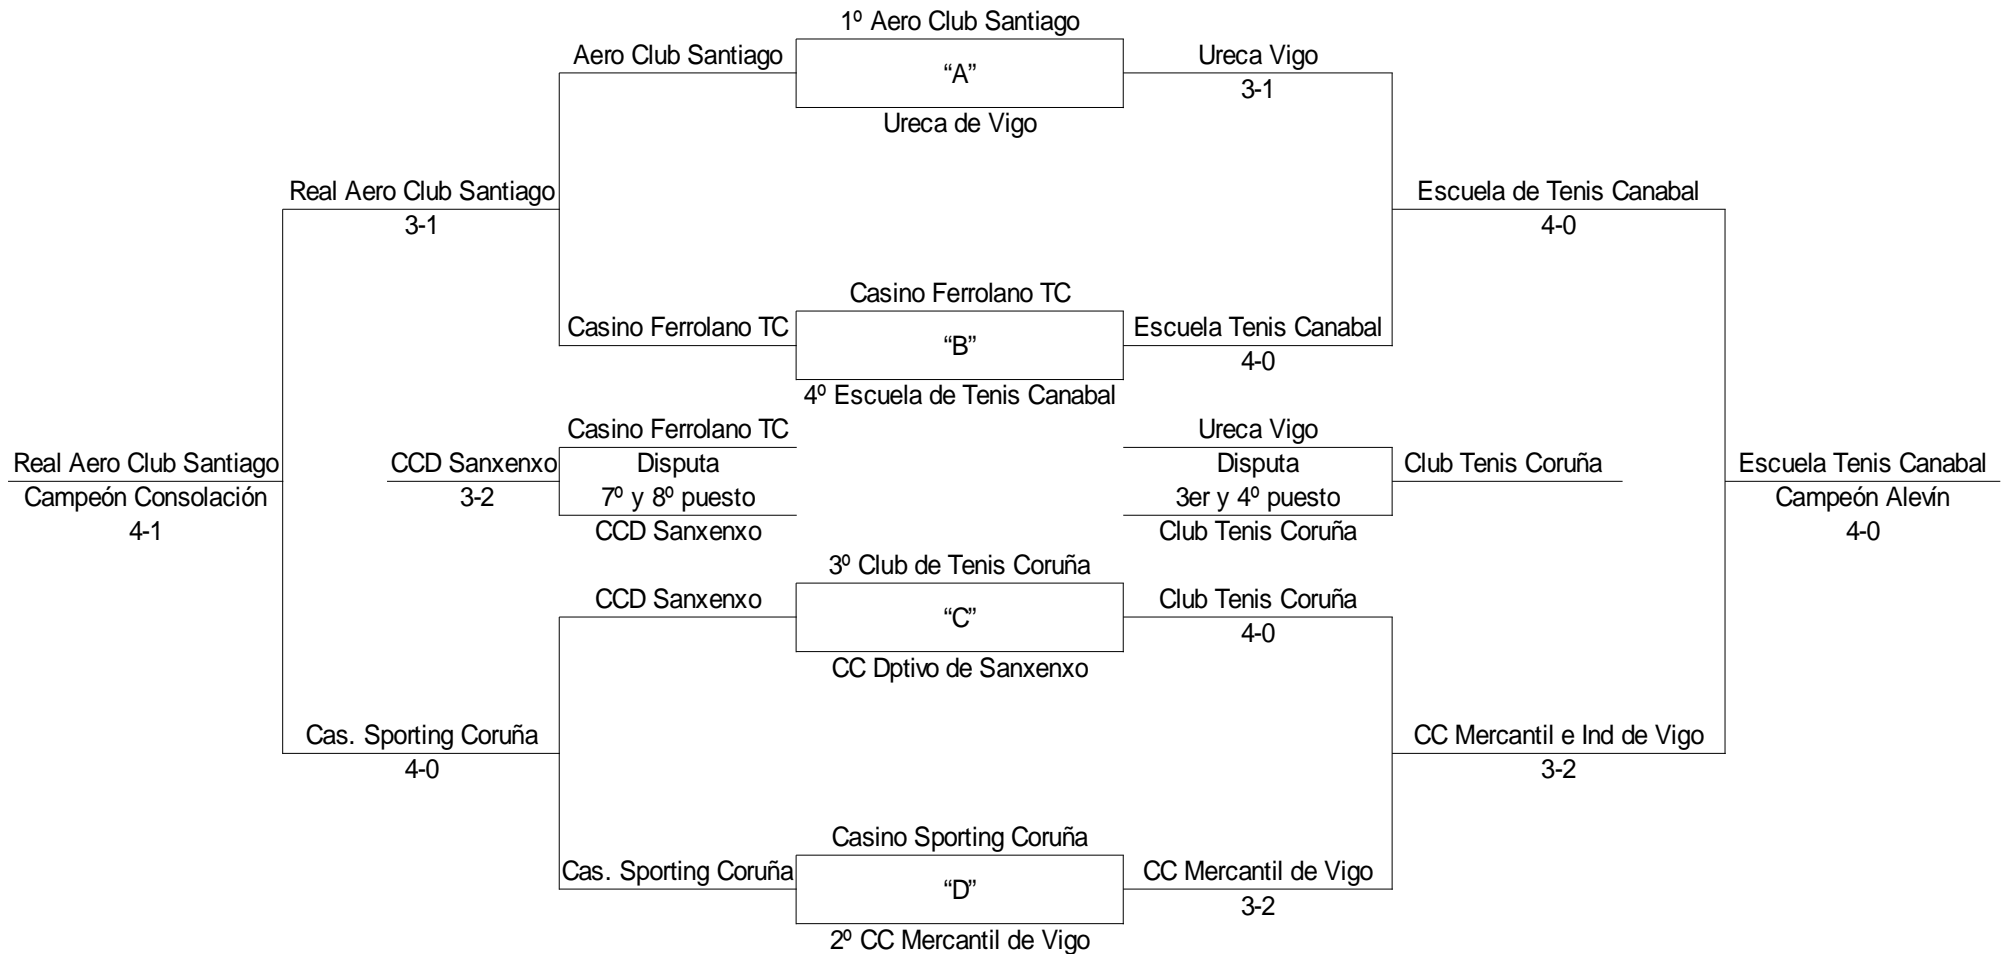 1º Aero Club Santiago
Aero Club Santiago
“A”
Ureca Vigo
3-1
Ureca de Vigo
Real Aero Club Santiago
3-1
Escuela de Tenis Canabal
4-0
Casino Ferrolano TC
Casino Ferrolano TC
“B”
Escuela Tenis Canabal
4-0
4º Escuela de Tenis Canabal
Casino Ferrolano TC
Ureca Vigo
Real Aero Club Santiago
CCD Sanxenxo
Disputa
Disputa
Club Tenis Coruña
Escuela Tenis Canabal
Campeón Consolación
3-2
7º y 8º puesto
3er y 4º puesto
Campeón Alevín
4-1
CCD Sanxenxo
Club Tenis Coruña
4-0
3º Club de Tenis Coruña
CCD Sanxenxo
“C”
Club Tenis Coruña
4-0
CC Dptivo de Sanxenxo
Cas. Sporting Coruña
4-0
CC Mercantil e Ind de Vigo
3-2
Casino Sporting Coruña
Cas. Sporting Coruña
“D”
CC Mercantil de Vigo
3-2
2º CC Mercantil de Vigo